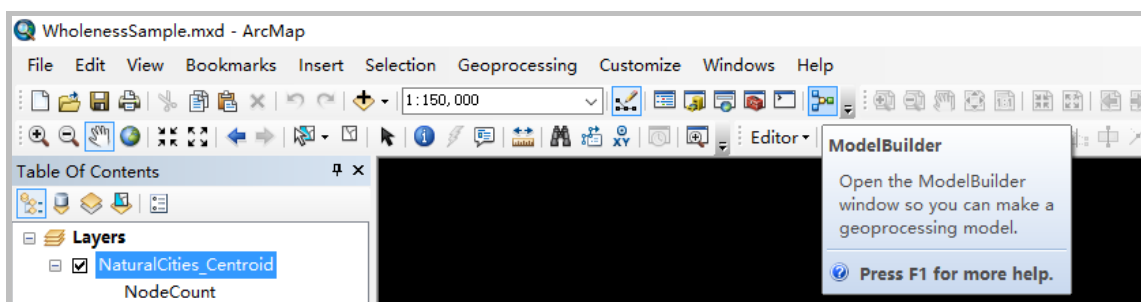 WholenessSample.mxd - ArcMap
File Edit View Bookmarks Insert Selection Geoprocessing Customize Windows Help
1:150,000
Editor
Table Of Contents
ModelBuilder
Open the ModelBuilder
window so you can make a
geoprocessing model.
Press F1 for more help.
Layers
NaturalCities_Centroid
NodeCount